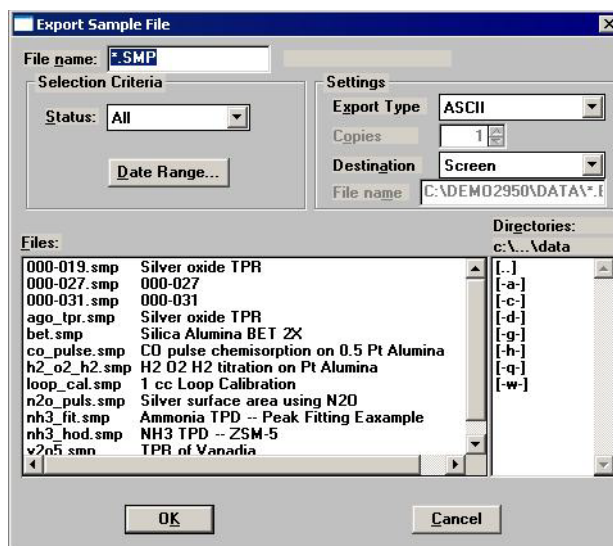 Export Sample File
File name: *.SMP
Selection Criteria
Status: All
Date Range...
Settings
Export Type ASCII
Copies 1
Destination Screen
File name C:\DEMO2950\DATA\*.E
Files:
000-019.smp Silver oxide TPR
000-027.smp 000-027
000-031.smp 000-031
ago_tpr.smp Silver oxide TPR
bet.smp Silica Alumina BET 2X
co_pulse.smp CO pulse chemisorption on 0.5 Pt Alumina
h2_o2_h2.smp H2 O2 H2 titration on Pt Alumina
loop_cal.smp 1 cc Loop Calibration
n2o_puls.smp Silver surface area using N2O
nh3_fit.smp Ammonia TPD -- Peak Fitting Eaxample
nh3_hod.smp NH3 TPD -- ZSM-5
v2o5.smp TPR of Vanadia
Directories:
c:\...\data
[..]
[-a-]
[-c-]
[-d-]
[-g-]
[-h-]
[-q-]
[-w-]
OK
Cancel